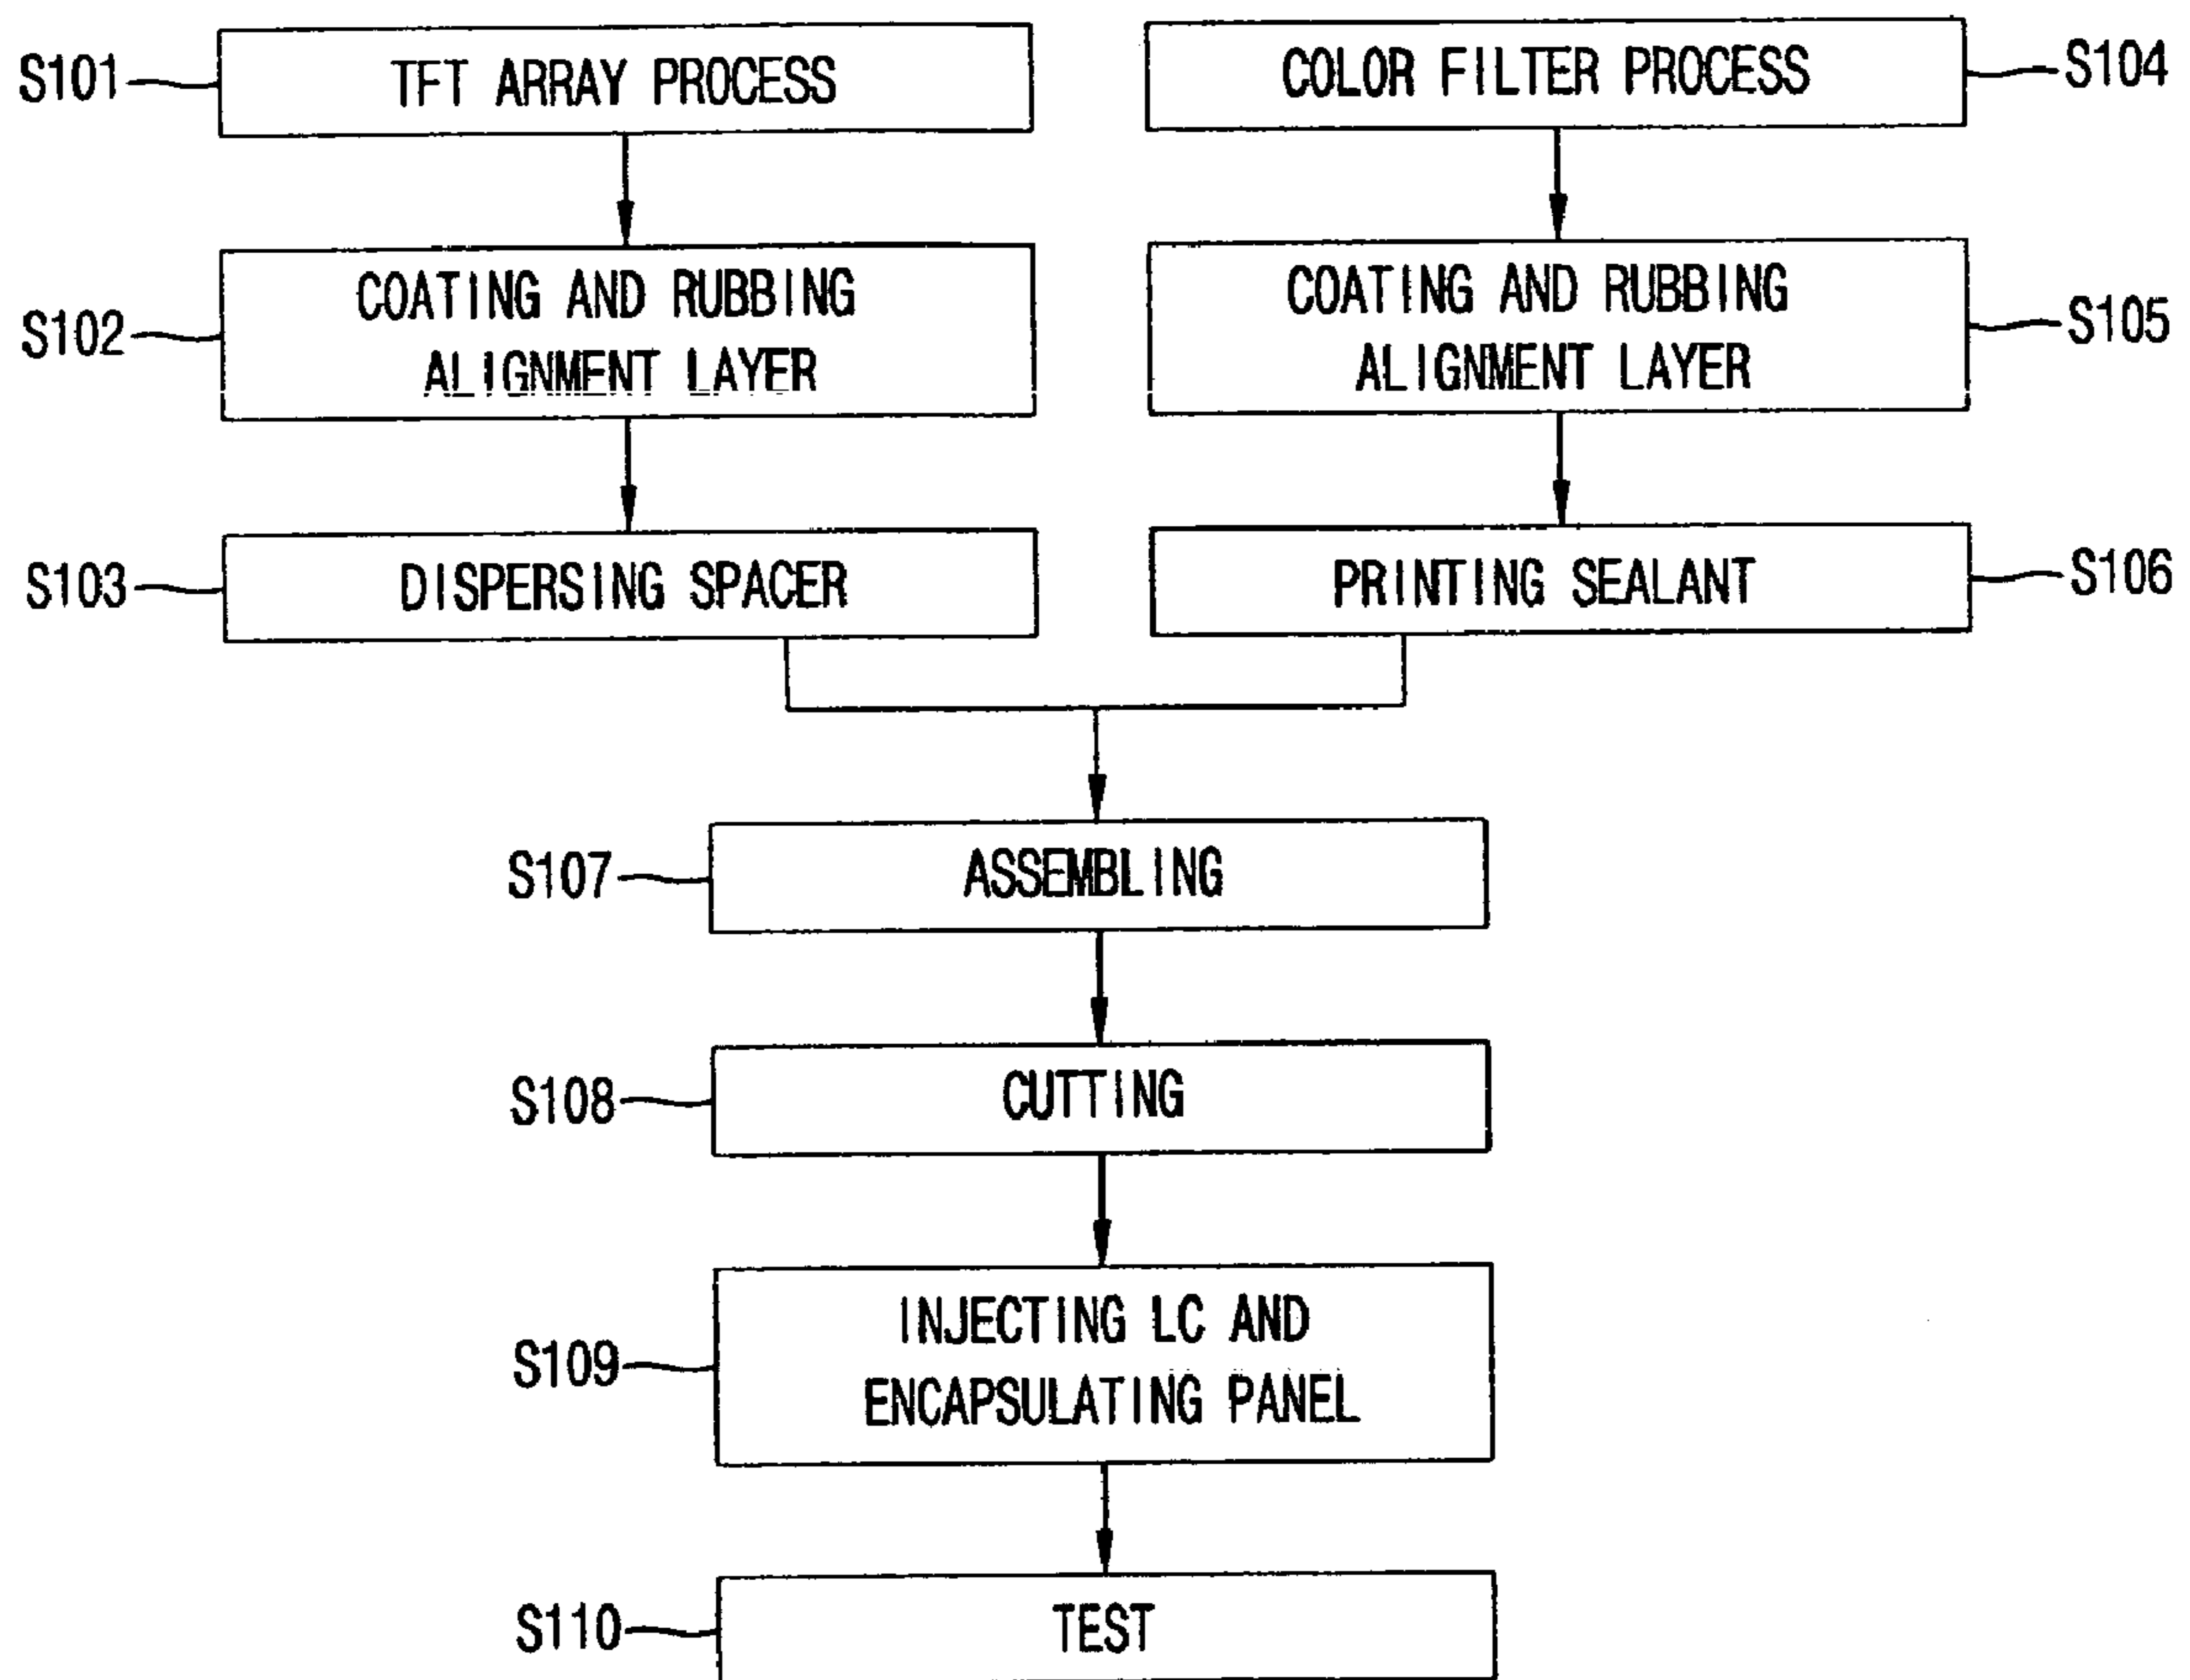 S101
TFT ARRAY PROCESS
COLOR FILTER PROCESS
S104
S102
COATING AND RUBBING
ALIGNMENT LAYER
COATING AND RUBBING
ALIGNMENT LAYER
S105
S103
DISPERSING SPACER
PRINTING SEALANT
S106
S107
ASSEMBLING
S108
CUTTING
S109
INJECTING LC AND
ENCAPSULATING PANEL
S110
TEST